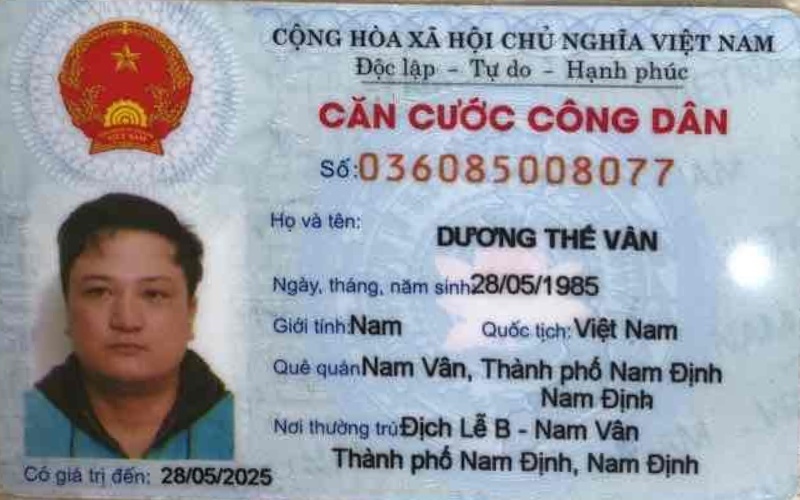 CỘNG HÒA XÃ HỘI CHỦ NGHĨA VIỆT NAM
Độc lập – Tự do – Hạnh phúc
CĂN CƯỚC CÔNG DÂN
Số: 036085008077
Họ và tên: DƯƠNG THẾ VÂN
Ngày, tháng, năm sinh: 28/05/1985
Giới tính: Nam Quốc tịch: Việt Nam
Quê quán: Nam Vân, Thành phố Nam Định
Nam Định
Nơi thường trú: Địch Lễ B - Nam Vân
Thành phố Nam Định, Nam Định
Có giá trị đến: 28/05/2025